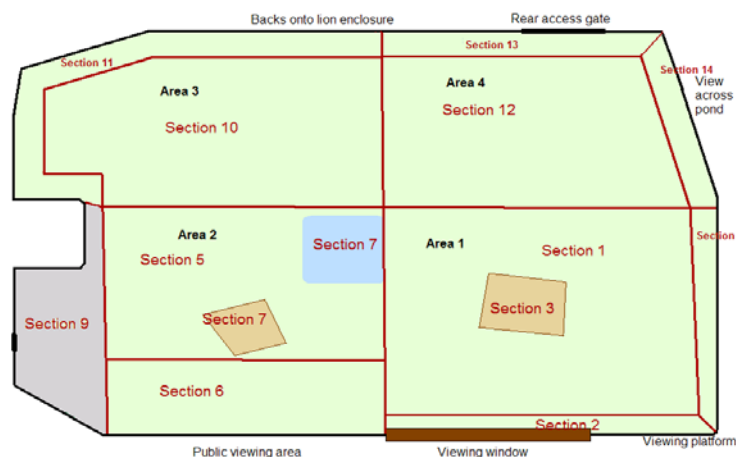 Backs onto lion enclosure
Rear access gate
Section 13
Section 11
Section 14
View
across
pond
Area 3
Area 4
Section 10
Section 12
Area 2
Section 7
Area 1
Section 5
Section 1
Section
Section 9
Section 7
Section 3
Section 6
Section 2
Viewing platform
Public viewing area
Viewing window